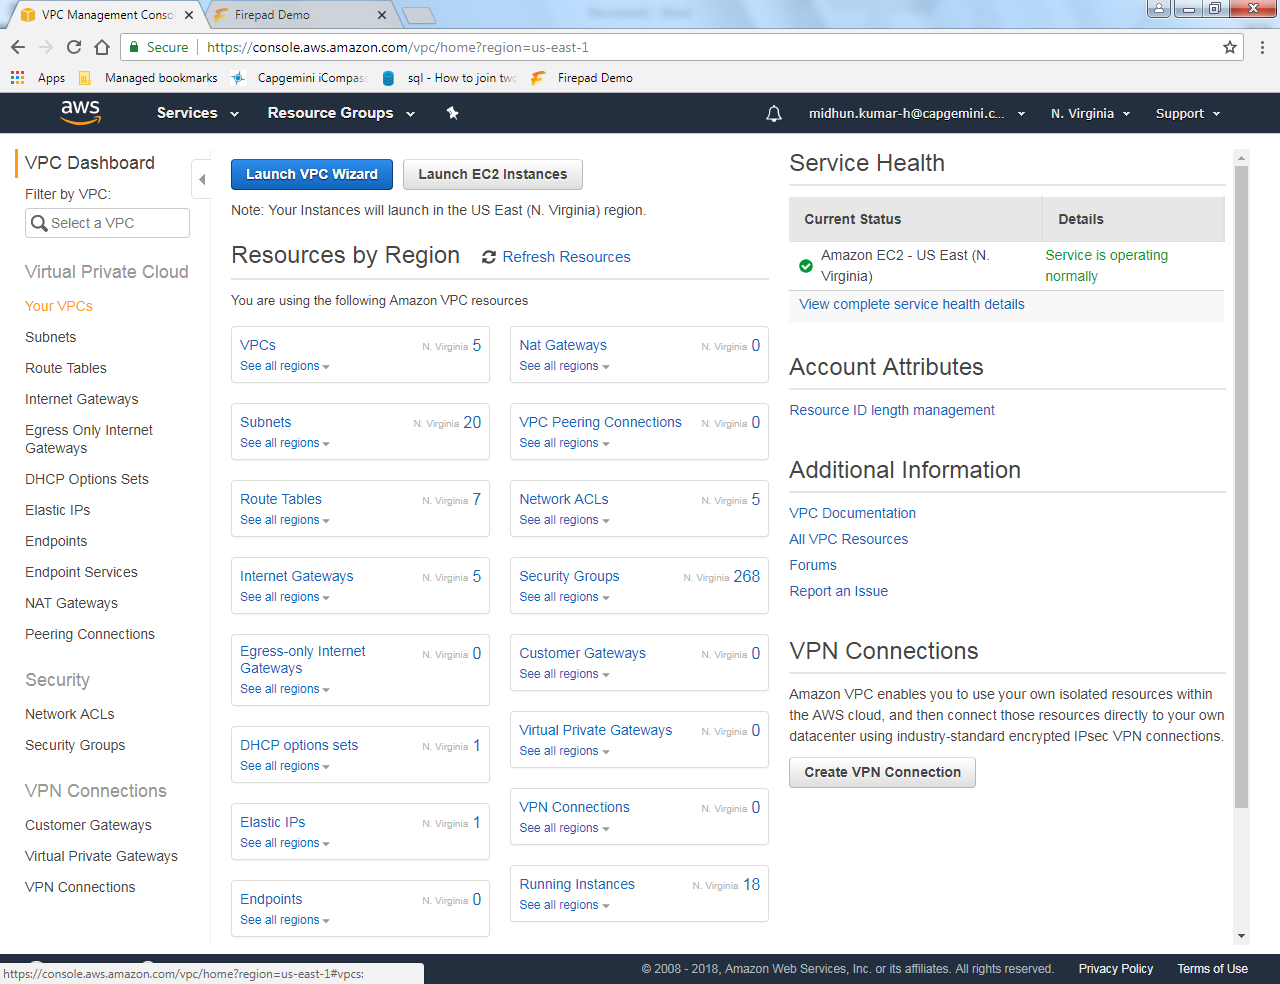 VPC Management Conso
Firepad Demo
Secure
https://console.aws.amazon.com/vpc/home?region=us-east-1
Apps
Managed bookmarks
Capgemini iCompass
sql - How to join two
Firepad Demo
aws
Services
Resource Groups
midhun.kumar-h@capgemini.c...
N. Virginia
Support
VPC Dashboard
Filter by VPC:
Select a VPC
Virtual Private Cloud
Your VPCs
Subnets
Route Tables
Internet Gateways
Egress Only Internet
Gateways
DHCP Options Sets
Elastic IPs
Endpoints
Endpoint Services
NAT Gateways
Peering Connections
Security
Network ACLs
Security Groups
VPN Connections
Customer Gateways
Virtual Private Gateways
VPN Connections
Launch VPC Wizard
Launch EC2 Instances
Note: Your Instances will launch in the US East (N. Virginia) region.
Resources by Region
Refresh Resources
You are using the following Amazon VPC resources
VPCs N. Virginia 5
See all regions
Subnets N. Virginia 20
See all regions
Route Tables N. Virginia 7
See all regions
Internet Gateways N. Virginia 5
See all regions
Egress-only Internet N. Virginia 0
Gateways
See all regions
DHCP options sets N. Virginia 1
See all regions
Elastic IPs N. Virginia 1
See all regions
Endpoints N. Virginia 0
See all regions
Nat Gateways N. Virginia 0
See all regions
VPC Peering Connections N. Virginia 0
See all regions
Network ACLs N. Virginia 5
See all regions
Security Groups N. Virginia 268
See all regions
Customer Gateways N. Virginia 0
See all regions
Virtual Private Gateways N. Virginia 0
See all regions
VPN Connections N. Virginia 0
See all regions
Running Instances N. Virginia 18
See all regions
Service Health
Current Status Details
Amazon EC2 - US East (N.
Virginia)
Service is operating
normally
View complete service health details
Account Attributes
Resource ID length management
Additional Information
VPC Documentation
All VPC Resources
Forums
Report an Issue
VPN Connections
Amazon VPC enables you to use your own isolated resources within
the AWS cloud, and then connect those resources directly to your own
datacenter using industry-standard encrypted IPsec VPN connections.
Create VPN Connection
https://console.aws.amazon.com/vpc/home?region=us-east-1#vpcs:
© 2008 - 2018, Amazon Web Services, Inc. or its affiliates. All rights reserved.
Privacy Policy
Terms of Use